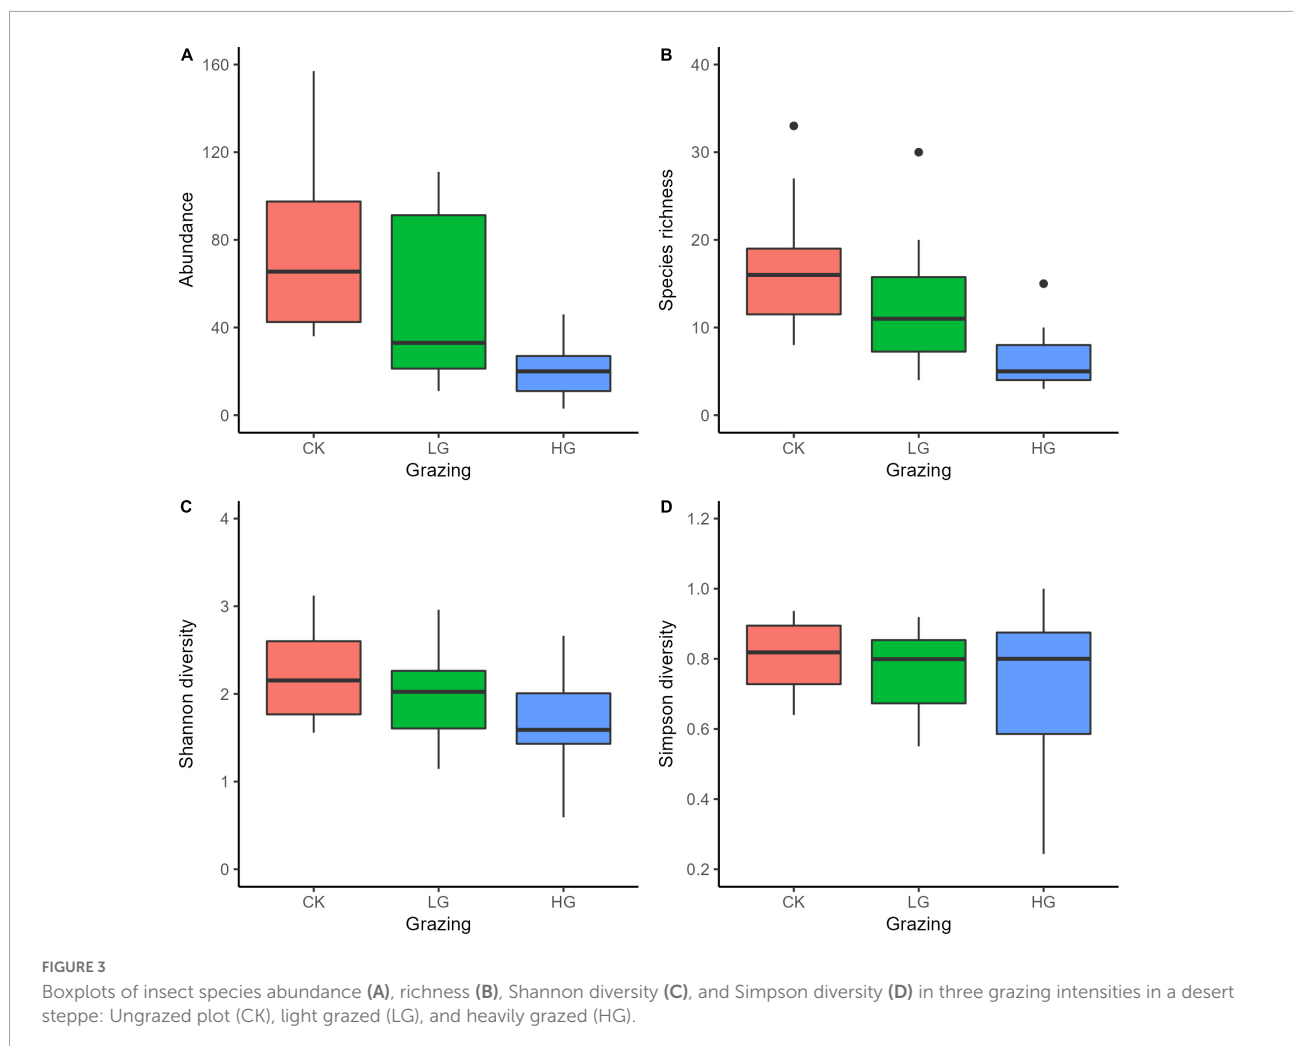 A
160
120
80
40
0
Abundance
CK LG HG
Grazing
B
40
30
20
10
0
Species richness
CK LG HG
Grazing
C
4
3
2
1
0
Shannon diversity
CK LG HG
Grazing
D
1.2
1.0
0.8
0.6
0.4
0.2
Simpson diversity
CK LG HG
Grazing
FIGURE 3
Boxplots of insect species abundance (A), richness (B), Shannon diversity (C), and Simpson diversity (D) in three grazing intensities in a desert
steppe: Ungrazed plot (CK), light grazed (LG), and heavily grazed (HG).